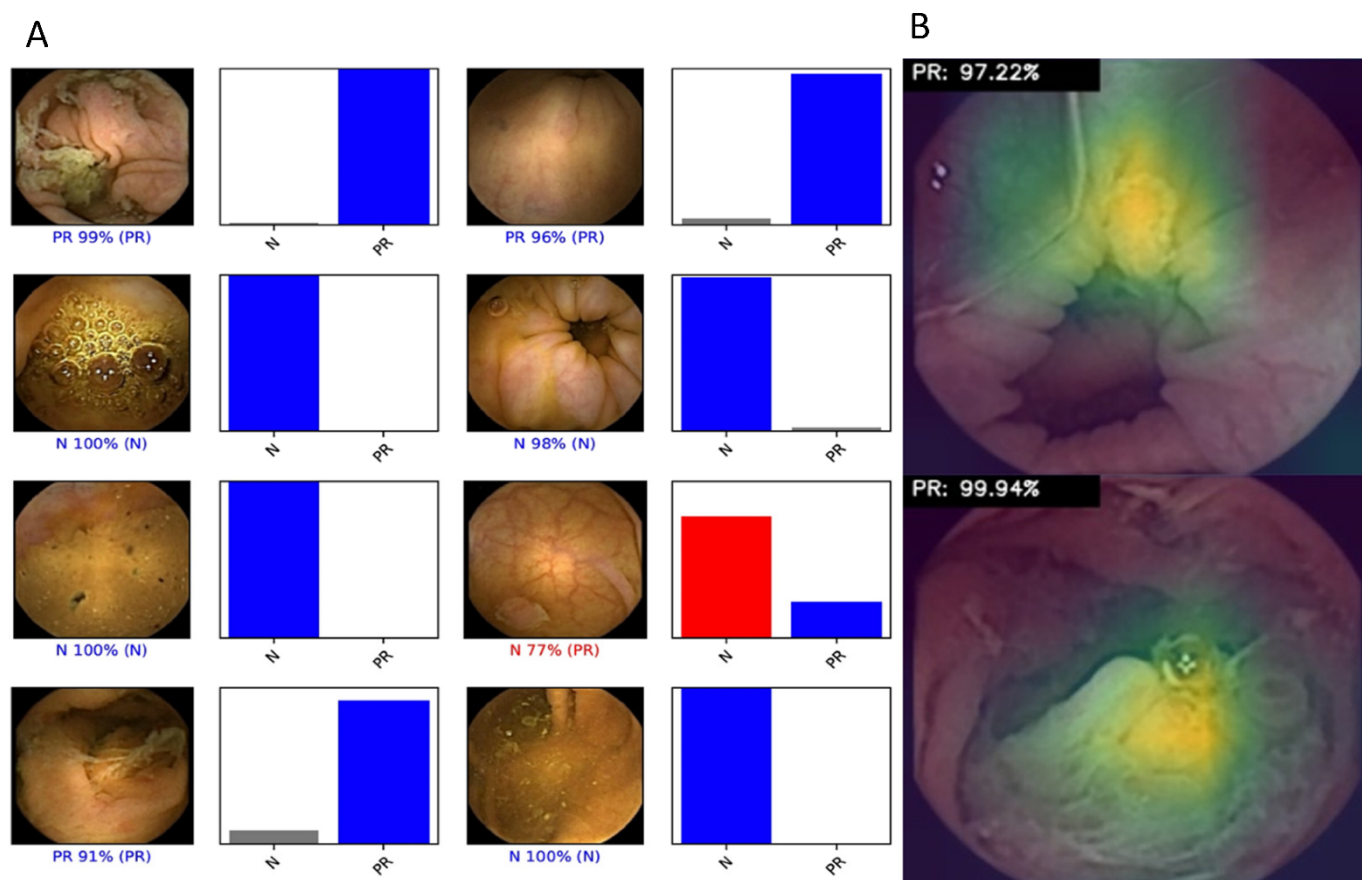 A
B
PR 99% (PR)
N
PR
PR 96% (PR)
N
PR
N 100% (N)
N
PR
N 98% (N)
N
PR
N 100% (N)
N
PR
N 77% (PR)
N
PR
PR 91% (PR)
N
PR
N 100% (N)
N
PR
PR: 97.22%
PR: 99.94%